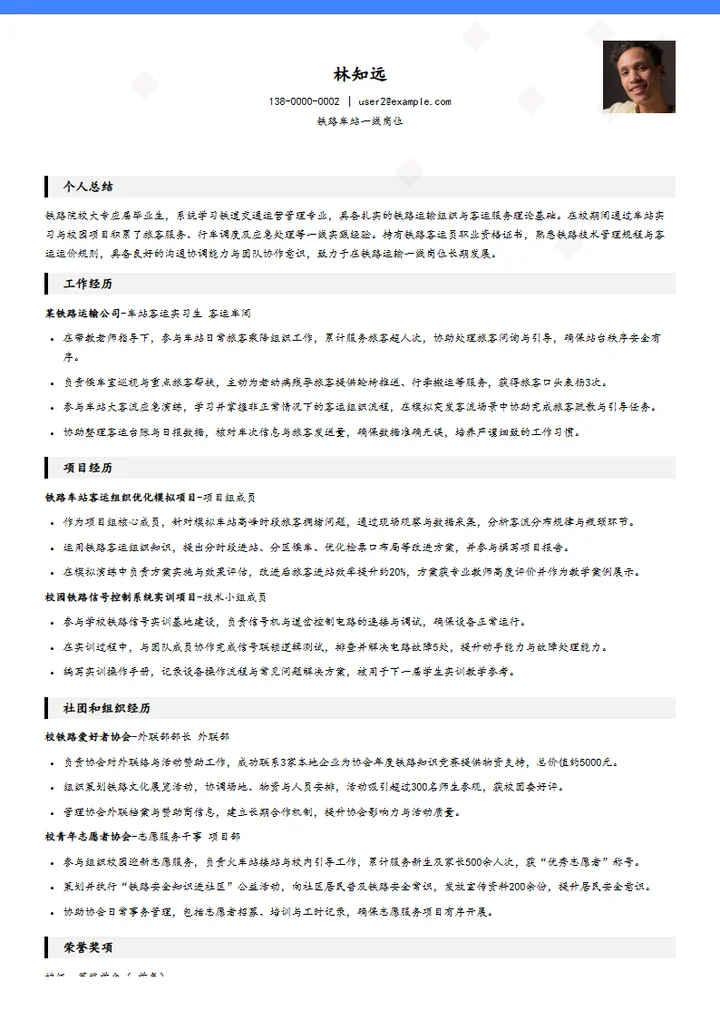 林知远
138-0000-0002 | user2@example.com
铁路车站一线岗位
个人总结
铁路院校大专应届毕业生，系统学习铁道交通运营管理专业，具备扎实的铁路运输组织与客运服务理论基础。在校期间通过车站实
习与校园项目积累了旅客服务、行车调度及应急处理等一线实践经验。持有铁路客运员职业资格证书，熟悉铁路技术管理规程与客
运运价规则，具备良好的沟通协调能力与团队协作意识，致力于在铁路运输一线岗位长期发展。
工作经历
某铁路运输公司-车站客运实习生 客运车间
• 在带教老师指导下，参与车站日常旅客乘降组织工作，累计服务旅客超人次，协助处理旅客问询与引导，确保站台秩序安全有
序。
• 负责候车室巡视与重点旅客帮扶，主动为老幼病残孕旅客提供轮椅推送、行李搬运等服务，获得旅客口头表扬3次。
• 参与车站大客流应急演练，学习并掌握非正常情况下的客运组织流程，在模拟突发客流场景中协助完成旅客疏散与引导任务。
• 协助整理客运台账与日报数据，核对车次信息与旅客发送量，确保数据准确无误，培养严谨细致的工作习惯。
项目经历
铁路车站客运组织优化模拟项目-项目组成员
• 作为项目组核心成员，针对模拟车站高峰时段旅客拥堵问题，通过现场观察与数据采集，分析客流分布规律与瓶颈环节。
• 运用铁路客运组织知识，提出分时段进站、分区候车、优化检票口布局等改进方案，并参与撰写项目报告。
• 在模拟演练中负责方案实施与效果评估，改进后旅客进站效率提升约20%，方案获专业教师高度评价并作为教学案例展示。
校园铁路信号控制系统实训项目-技术小组成员
• 参与学校铁路信号实训基地建设，负责信号机与道岔控制电路的连接与调试，确保设备正常运行。
• 在实训过程中，与团队成员协作完成信号联锁逻辑测试，排查并解决电路故障5处，提升动手能力与故障处理能力。
• 编写实训操作手册，记录设备操作流程与常见问题解决方案，被用于下一届学生实训教学参考。
社团和组织经历
校铁路爱好者协会-外联部部长 外联部
• 负责协会对外联络与活动赞助工作，成功联系3家本地企业为协会年度铁路知识竞赛提供物资支持，总价值约5000元。
• 组织策划铁路文化展览活动，协调场地、物资与人员安排，活动吸引超过300名师生参观，获校团委好评。
• 管理协会外联档案与赞助商信息，建立长期合作机制，提升协会影响力与活动质量。
校青年志愿者协会-志愿服务干事 项目部
• 参与组织校园迎新志愿服务，负责火车站接站与校内引导工作，累计服务新生及家长500余人次，获“优秀志愿者”称号。
• 策划并执行“铁路安全知识进社区”公益活动，向社区居民普及铁路安全常识，发放宣传资料200余份，提升居民安全意识。
• 协助协会日常事务管理，包括志愿者招募、培训与工时记录，确保志愿服务项目有序开展。
荣誉奖项